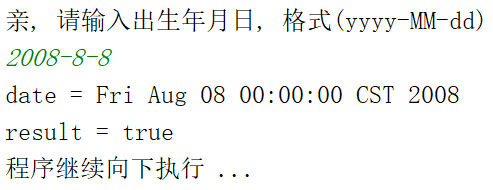 亲, 请输入出生年月日, 格式(yyyy-MM-dd)
2008-8-8
date = Fri Aug 08 00:00:00 CST 2008
result = true
程序继续向下执行 ...